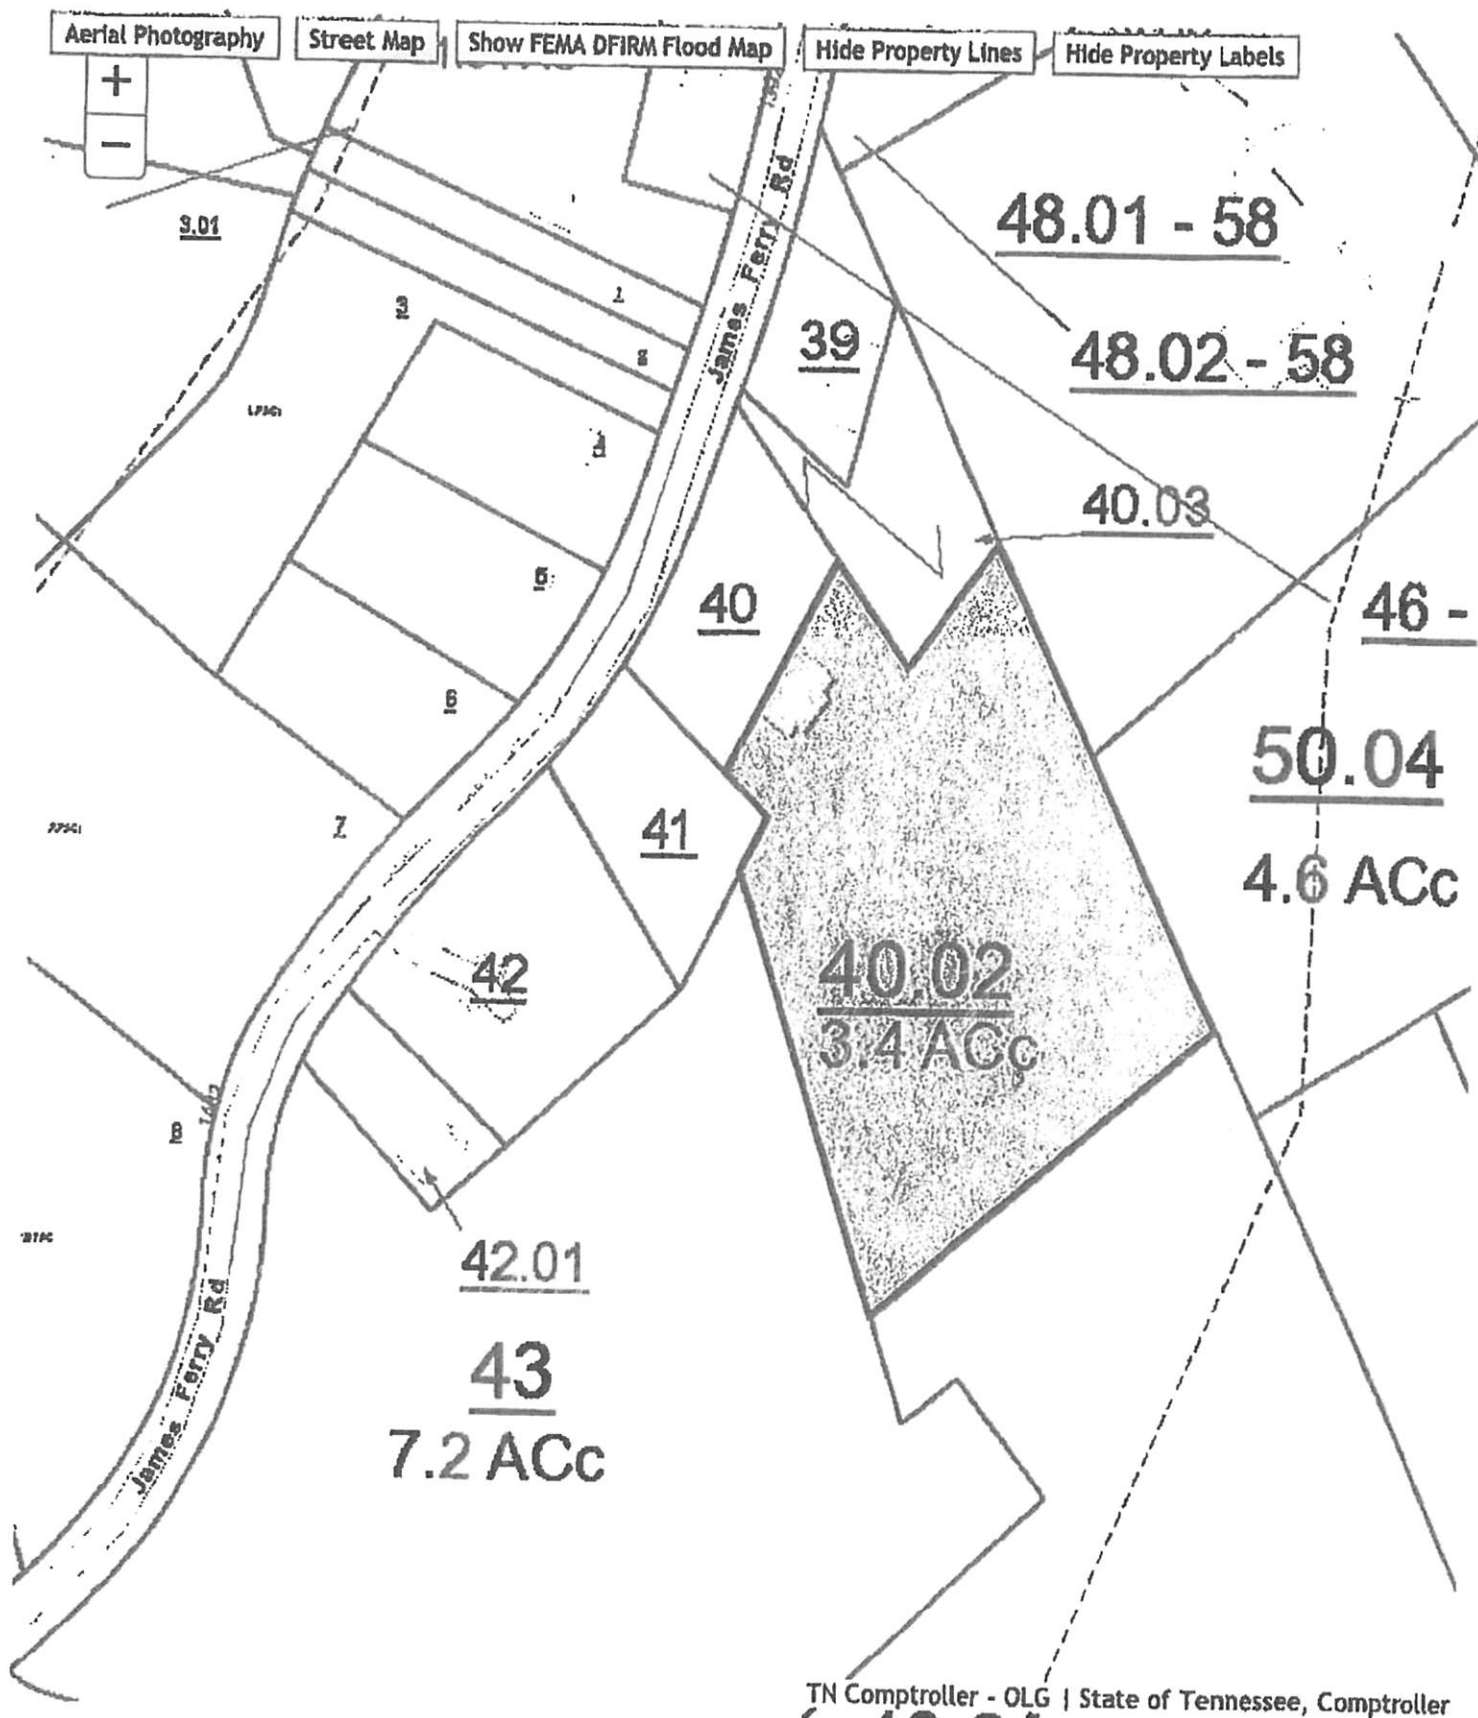 Aerial Photography
Street Map
Show FEMA DFIRM Flood Map
Hide Property Lines
Hide Property Labels
+
−
James Ferry Rd
48.01 - 58
3.01
3
1
2
39
48.02 - 58
4
40.03
5
40
46 -
6
50.04
7
41
4.6 ACc
42
40.02
3.4 ACc
8
42.01
43
7.2 ACc
James Ferry Rd
TN Comptroller - OLG | State of Tennessee, Comptroller